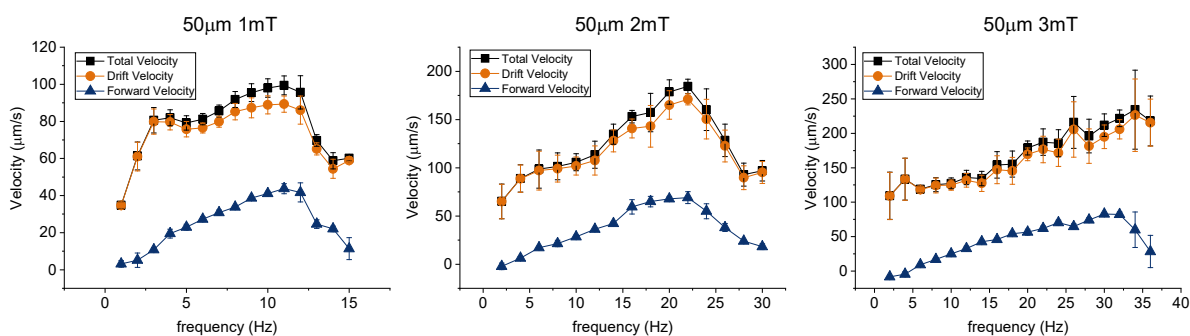 50μm 1mT
Total Velocity
Drift Velocity
Forward Velocity
Velocity (μm/s)
120
100
80
60
40
20
0
0 5 10 15
frequency (Hz)
50μm 2mT
Total Velocity
Drift Velocity
Forward Velocity
Velocity (μm/s)
200
150
100
50
0
0 5 10 15 20 25 30
frequency (Hz)
50μm 3mT
Total Velocity
Drift Velocity
Forward Velocity
Velocity (μm/s)
300
250
200
150
100
50
0
0 5 10 15 20 25 30 35 40
frequency (Hz)